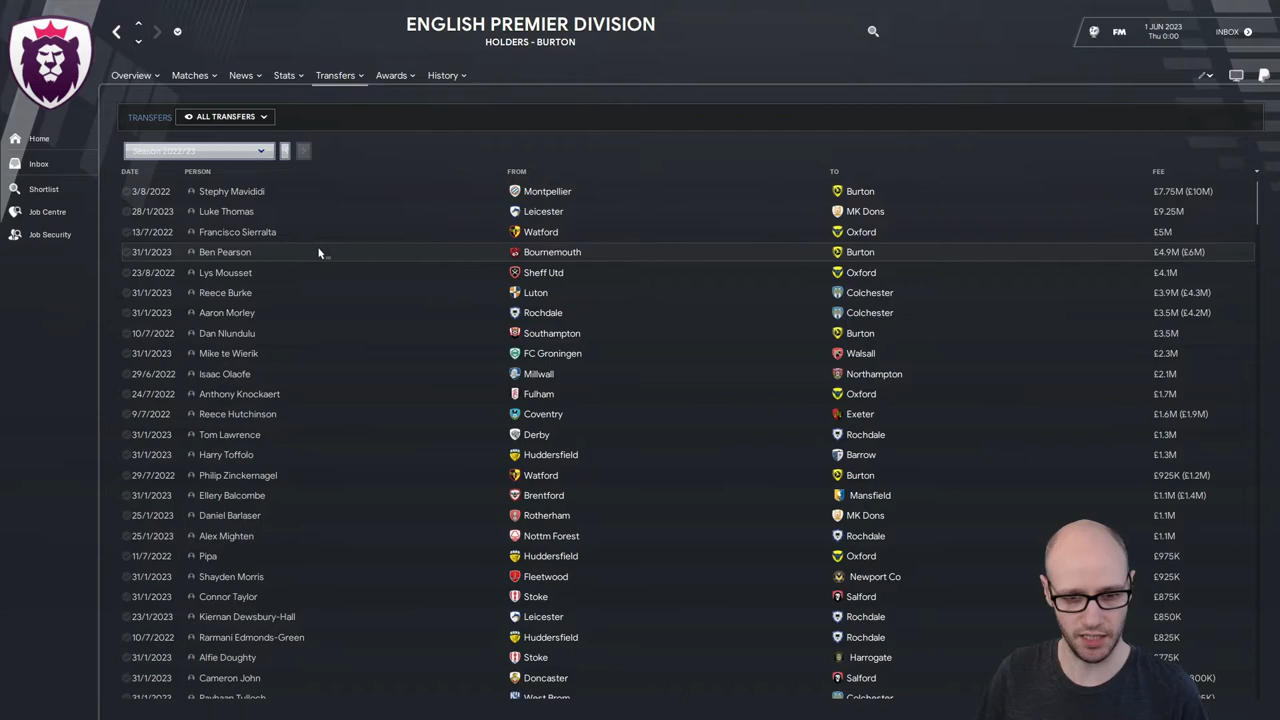 ENGLISH PREMIER DIVISION
HOLDERS - BURTON
1 JUN 2023
Thu 0:00
FM
INBOX
Overview Matches News Stats Transfers Awards History
Home
Inbox
Shortlist
Job Centre
Job Security
TRANSFERS ALL TRANSFERS
Season 2022/23
DATE PERSON FROM TO FEE
3/8/2022 Stephy Mavididi Montpellier Burton £7.75M (£10M)
28/1/2023 Luke Thomas Leicester MK Dons £9.25M
13/7/2022 Francisco Sierralta Watford Oxford £5M
31/1/2023 Ben Pearson Bournemouth Burton £4.9M (£6M)
23/8/2022 Lys Mousset Sheff Utd Oxford £4.1M
31/1/2023 Reece Burke Luton Colchester £3.9M (£4.3M)
31/1/2023 Aaron Morley Rochdale Colchester £3.5M (£4.2M)
10/7/2022 Dan Nlundulu Southampton Burton £3.5M
31/1/2023 Mike te Wierik FC Groningen Walsall £2.3M
29/6/2022 Isaac Olaofe Millwall Northampton £2.1M
24/7/2022 Anthony Knockaert Fulham Oxford £1.7M
9/7/2022 Reece Hutchinson Coventry Exeter £1.6M (£1.9M)
31/1/2023 Tom Lawrence Derby Rochdale £1.3M
31/1/2023 Harry Toffolo Huddersfield Barrow £1.3M
29/7/2022 Philip Zinckernagel Watford Burton £925K (£1.2M)
31/1/2023 Ellery Balcombe Brentford Mansfield £1.1M (£1.4M)
25/1/2023 Daniel Barlaser Rotherham MK Dons £1.1M
25/1/2023 Alex Mighten Nottm Forest Rochdale £1.1M
11/7/2022 Pipa Huddersfield Oxford £975K
31/1/2023 Shayden Morris Fleetwood Newport Co £925K
31/1/2023 Connor Taylor Stoke Salford £875K
23/1/2023 Kiernan Dewsbury-Hall Leicester Rochdale £850K
10/7/2022 Rarmani Edmonds-Green Huddersfield Rochdale £825K
31/1/2023 Alfie Doughty Stoke Harrogate £775K
31/1/2023 Cameron John Doncaster Salford
31/1/2023 Rayhaan Tulloch West Brom Colchester